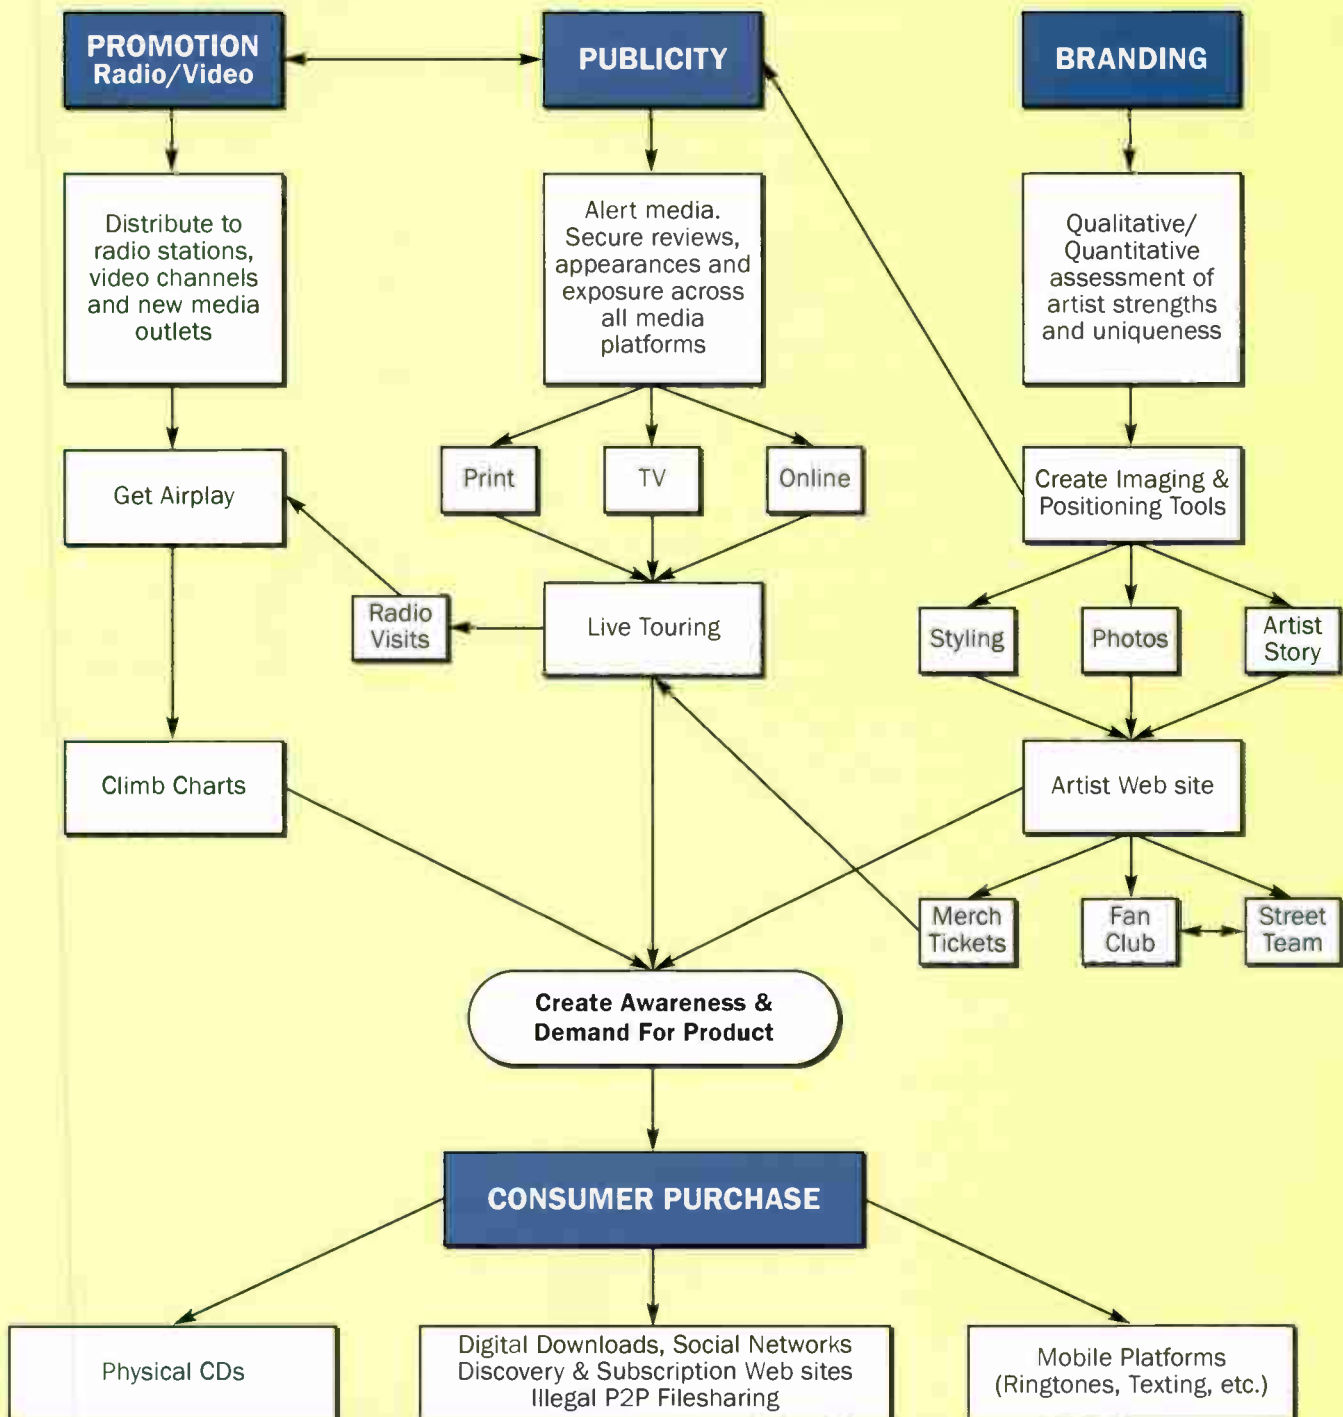 PROMOTION
Radio/Video
PUBLICITY
BRANDING
Distribute to
radio stations,
video channels
and new media
outlets
Alert media.
Secure reviews,
appearances and
exposure across
all media
platforms
Qualitative/
Quantitative
assessment of
artist strengths
and uniqueness
Get Airplay
Print
TV
Online
Create Imaging &
Positioning Tools
Radio
Visits
Live Touring
Styling
Photos
Artist
Story
Climb Charts
Artist Web site
Merch
Tickets
Fan
Club
Street
Team
Create Awareness &
Demand For Product
CONSUMER PURCHASE
Physical CDs
Digital Downloads, Social Networks
Discovery & Subscription Web sites
Illegal P2P Filesharing
Mobile Platforms
(Ringtones, Texting, etc.)